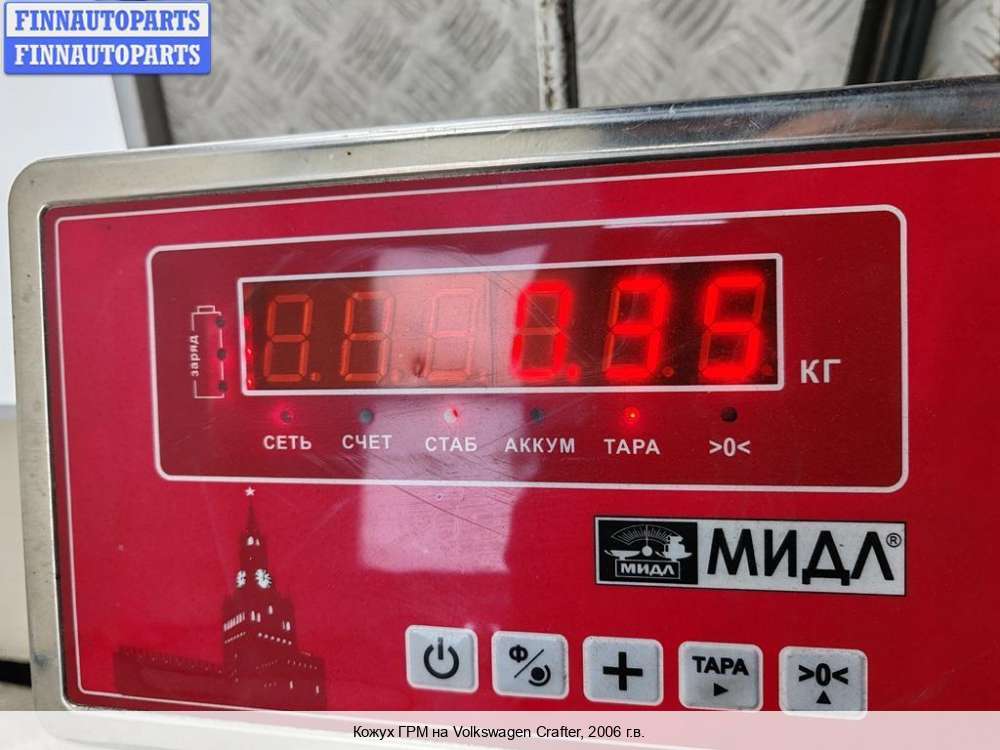 FINNAUTOPARTS
FINNAUTOPARTS
заряд
0.35
КГ
СЕТЬ СЧЕТ СТАБ АККУМ ТАРА >0<
МИДЛ
МИДЛ®
Ф
ТАРА
>0<
Кожух ГРМ на Volkswagen Crafter, 2006 г.в.